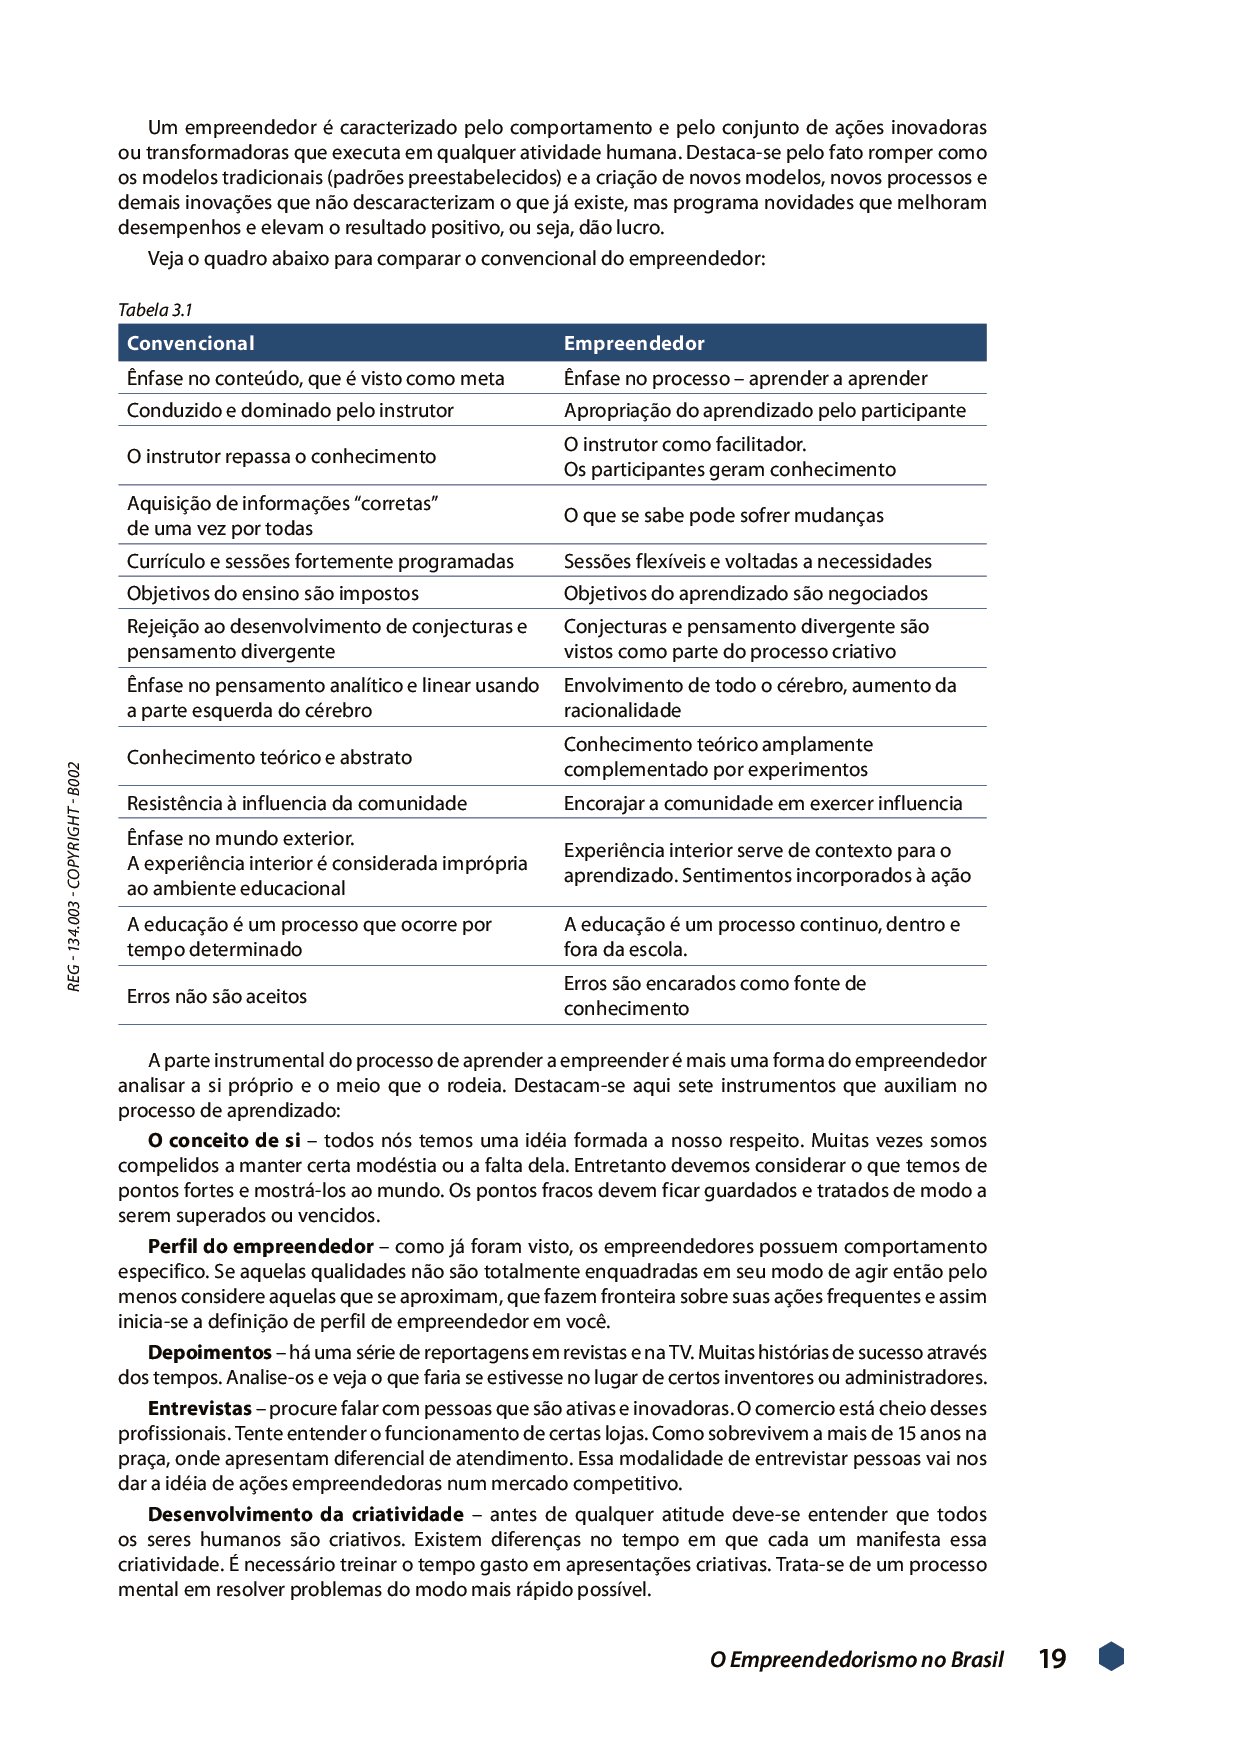 Um empreendedor é caracterizado pelo comportamento e pelo conjunto de ações inovadoras
ou transformadoras que executa em qualquer atividade humana. Destaca-se pelo fato romper como
os modelos tradicionais (padrões preestabelecidos) e a criação de novos modelos, novos processos e
demais inovações que não descaracterizam o que já existe, mas programa novidades que melhoram
desempenhos e elevam o resultado positivo, ou seja, dão lucro.
Veja o quadro abaixo para comparar o convencional do empreendedor:
Tabela 3.1
Convencional Empreendedor
Ênfase no conteúdo, que é visto como meta Ênfase no processo – aprender a aprender
Conduzido e dominado pelo instrutor Apropriação do aprendizado pelo participante
O instrutor repassa o conhecimento
O instrutor como facilitador.
Os participantes geram conhecimento
Aquisição de informações “corretas”
de uma vez por todas
O que se sabe pode sofrer mudanças
Currículo e sessões fortemente programadas Sessões flexíveis e voltadas a necessidades
Objetivos do ensino são impostos Objetivos do aprendizado são negociados
Rejeição ao desenvolvimento de conjecturas e
pensamento divergente
Conjecturas e pensamento divergente são
vistos como parte do processo criativo
Ênfase no pensamento analítico e linear usando
a parte esquerda do cérebro
Envolvimento de todo o cérebro, aumento da
racionalidade
Conhecimento teórico e abstrato
Conhecimento teórico amplamente
complementado por experimentos
Resistência à influencia da comunidade Encorajar a comunidade em exercer influencia
Ênfase no mundo exterior.
A experiência interior é considerada imprópria
ao ambiente educacional
Experiência interior serve de contexto para o
aprendizado. Sentimentos incorporados à ação
A educação é um processo que ocorre por
tempo determinado
A educação é um processo continuo, dentro e
fora da escola.
Erros não são aceitos
Erros são encarados como fonte de
conhecimento
A parte instrumental do processo de aprender a empreender é mais uma forma do empreendedor
analisar a si próprio e o meio que o rodeia. Destacam-se aqui sete instrumentos que auxiliam no
processo de aprendizado:
O conceito de si – todos nós temos uma idéia formada a nosso respeito. Muitas vezes somos
compelidos a manter certa modéstia ou a falta dela. Entretanto devemos considerar o que temos de
pontos fortes e mostrá-los ao mundo. Os pontos fracos devem ficar guardados e tratados de modo a
serem superados ou vencidos.
Perfil do empreendedor – como já foram visto, os empreendedores possuem comportamento
especifico. Se aquelas qualidades não são totalmente enquadradas em seu modo de agir então pelo
menos considere aquelas que se aproximam, que fazem fronteira sobre suas ações frequentes e assim
inicia-se a definição de perfil de empreendedor em você.
Depoimentos – há uma série de reportagens em revistas e na TV. Muitas histórias de sucesso através
dos tempos. Analise-os e veja o que faria se estivesse no lugar de certos inventores ou administradores.
Entrevistas – procure falar com pessoas que são ativas e inovadoras. O comercio está cheio desses
profissionais. Tente entender o funcionamento de certas lojas. Como sobrevivem a mais de 15 anos na
praça, onde apresentam diferencial de atendimento. Essa modalidade de entrevistar pessoas vai nos
dar a idéia de ações empreendedoras num mercado competitivo.
Desenvolvimento da criatividade – antes de qualquer atitude deve-se entender que todos
os seres humanos são criativos. Existem diferenças no tempo em que cada um manifesta essa
criatividade. É necessário treinar o tempo gasto em apresentações criativas. Trata-se de um processo
mental em resolver problemas do modo mais rápido possível.
REG - 134.003 - COPYRIGHT - B002
O Empreendedorismo no Brasil 19